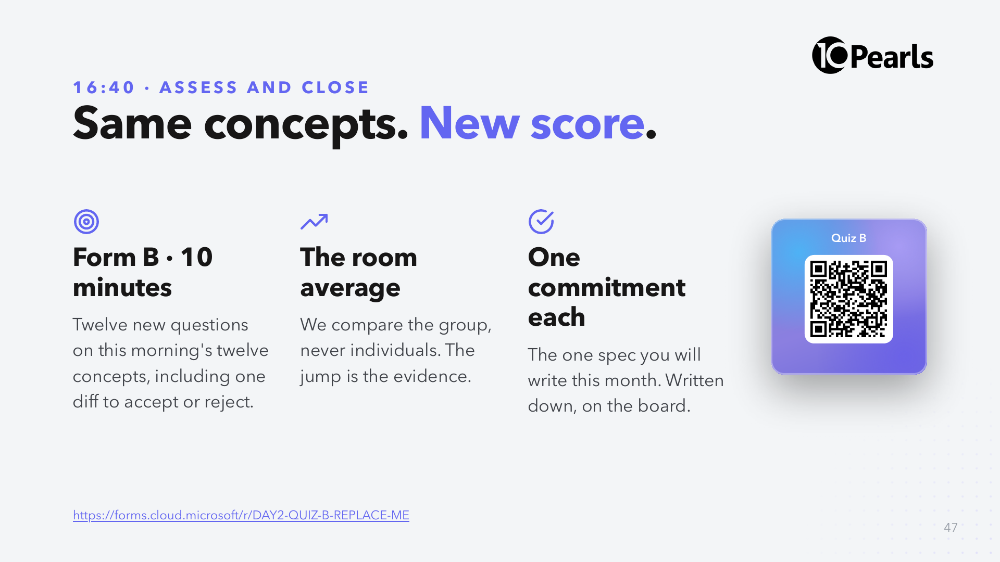 10Pearls
16:40 · ASSESS AND CLOSE
Same concepts. New score.
Form B · 10
minutes
Twelve new questions
on this morning's twelve
concepts, including one
diff to accept or reject.
The room
average
We compare the group,
never individuals. The
jump is the evidence.
One
commitment
each
The one spec you will
write this month. Written
down, on the board.
Quiz B
https://forms.cloud.microsoft/r/DAY2-QUIZ-B-REPLACE-ME
47